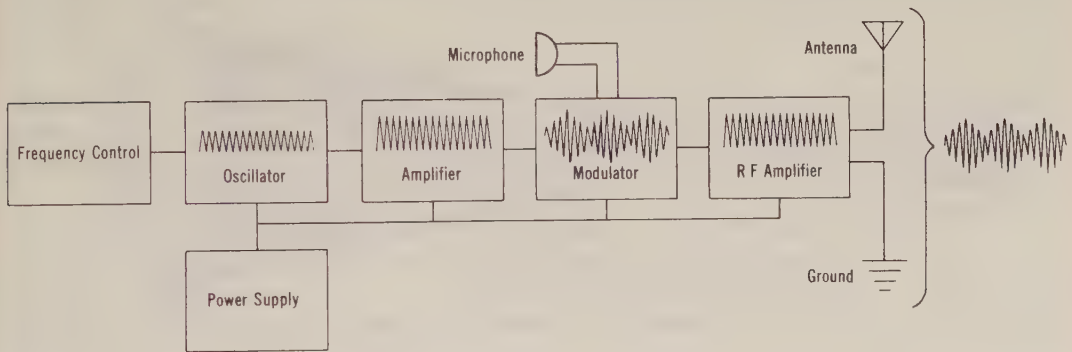 Microphone
Antenna
Frequency Control
Oscillator
Amplifier
Modulator
R F Amplifier
Power Supply
Ground